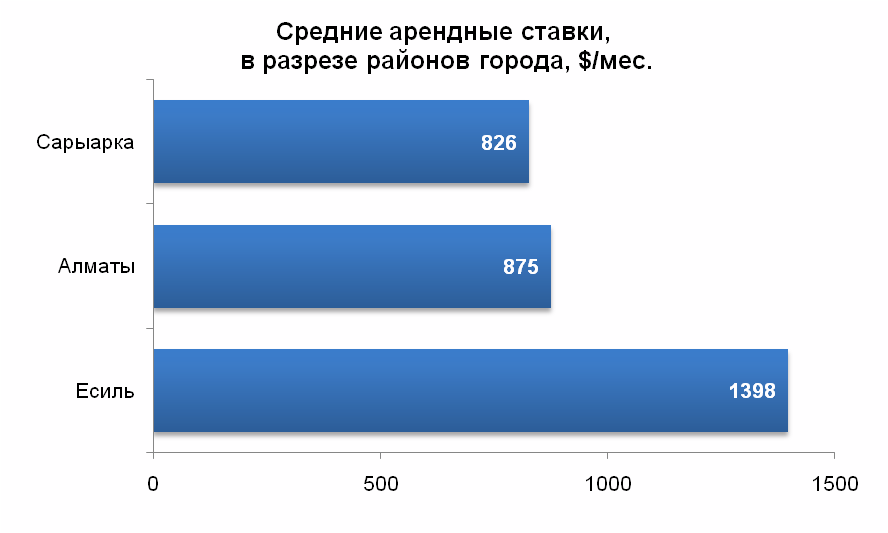 Средние арендные ставки,
в разрезе районов города, $/мес.
Сарыарка
826
Алматы
875
Есиль
1398
0
500
1000
1500